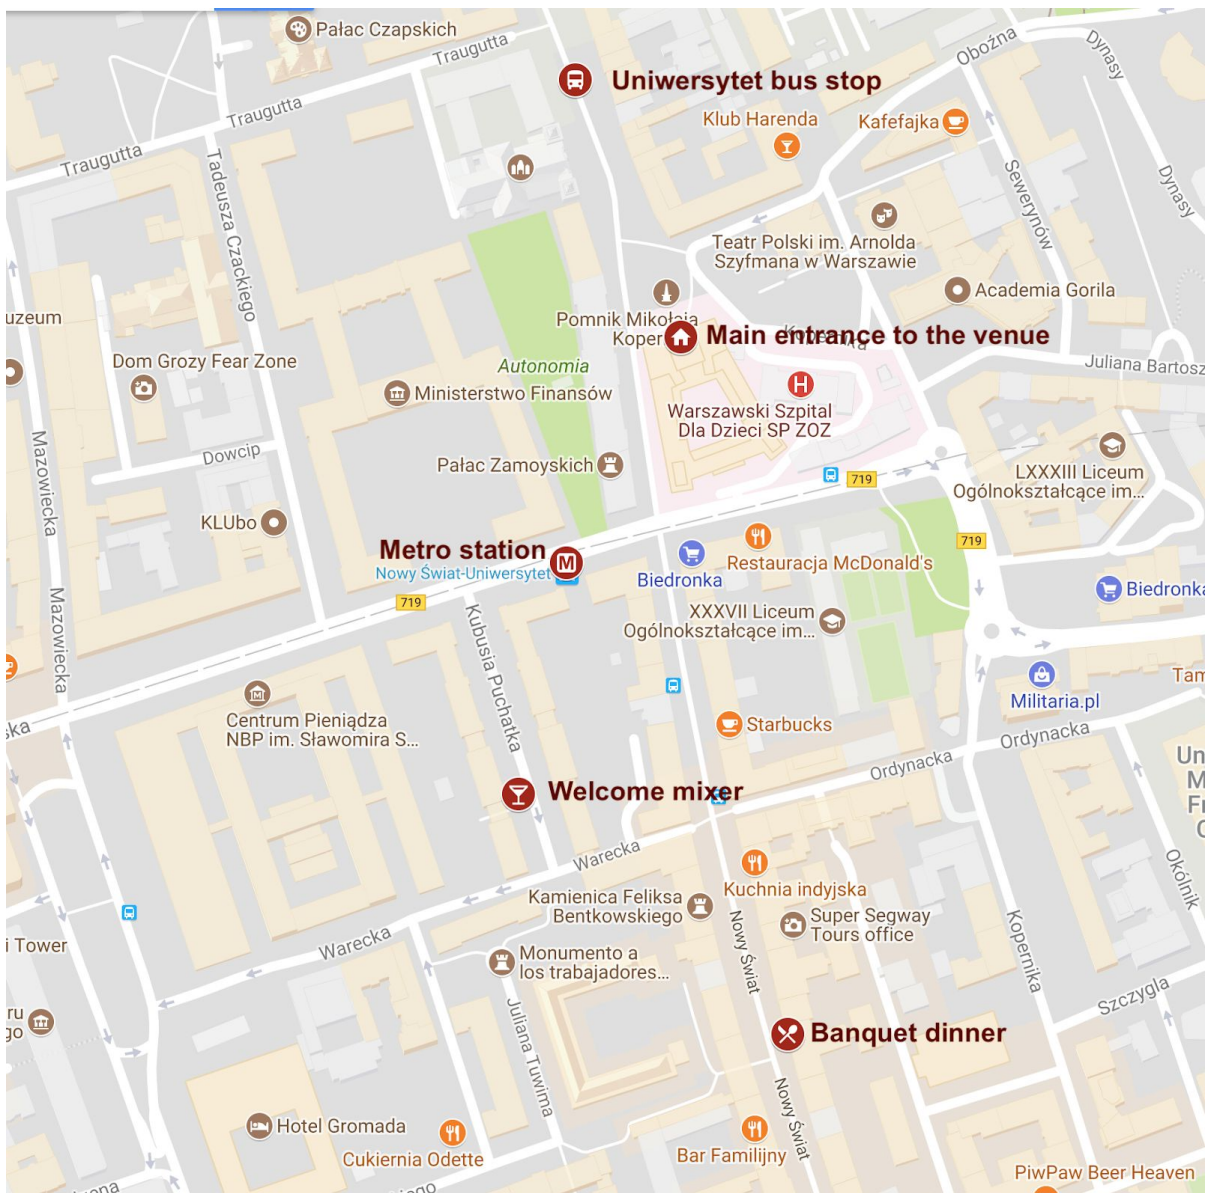 Pałac Czapskich
Traugutta
Uniwersytet bus stop
Oboźna
Dynasy
Traugutta
Klub Harenda
Kafefajka
Traugutta
Tadeusza Czackiego
Sewerynów
Dynasy
Teatr Polski im. Arnolda
Szyfmana w Warszawie
Academia Gorila
uzeum
Pomnik Mikołaja
Koper
Main entrance to the venue
Kopernika
Dom Grozy Fear Zone
Autonomia
Juliana Bartosz
Ministerstwo Finansów
H
Warszawski Szpital
Dla Dzieci SP ZOZ
Mazowiecka
Dowcip
Pałac Zamoyskich
719
LXXXIII Liceum
Ogólnokształcące im...
KLUbo
719
Metro station
M
Nowy Świat-Uniwersytet
Biedronka
Restauracja McDonald's
719
Biedronka
Mazowiecka
Kubusia Puchatka
XXXVII Liceum
Ogólnokształcące im...
Militaria.pl
Tam
M
Centrum Pieniądza
NBP im. Sławomira S...
ska
Starbucks
Ordynacka
Ordynacka
Un
M
Fr
C
Welcome mixer
Warecka
Okólnik
Kuchnia indyjska
Kamienica Feliksa
Bentkowskiego
Super Segway
Tours office
i Tower
Warecka
Nowy Świat
Kopernika
Monumento a
los trabajadores...
Szczygla
ru
go
Juliana Tuwima
Banquet dinner
Nowy Świat
Hotel Gromada
Cukiernia Odette
Bar Familijny
PiwPaw Beer Heaven